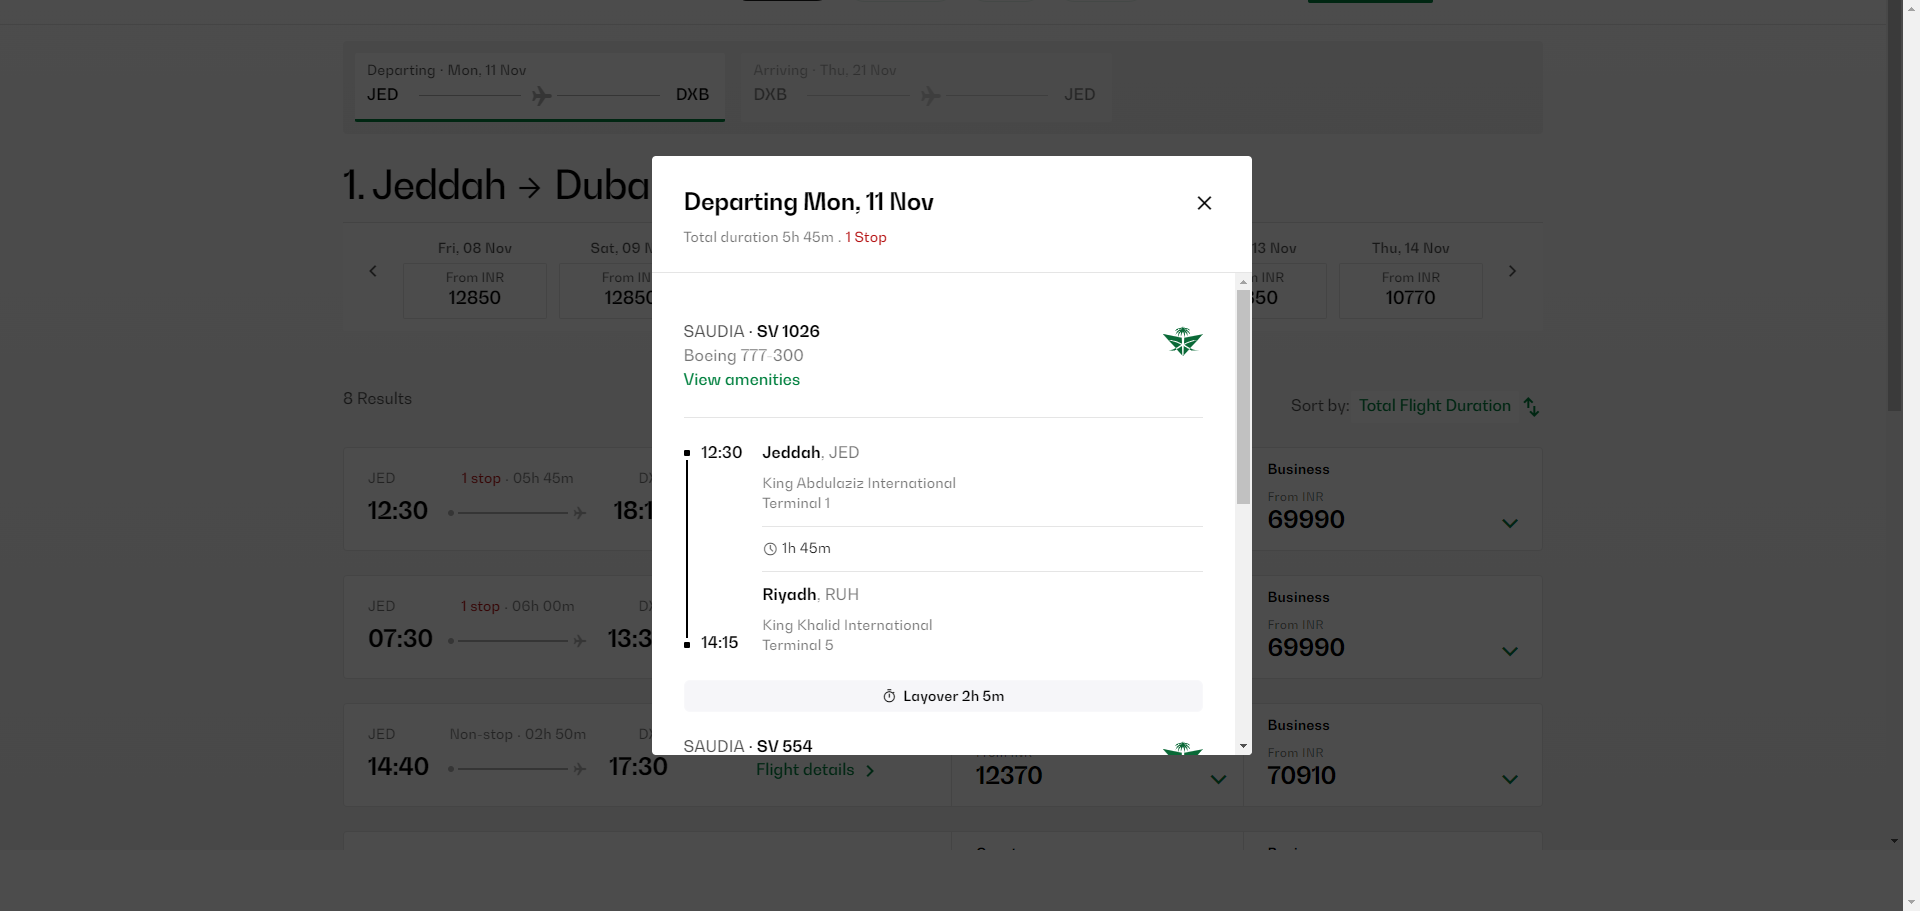 Departing · Mon, 11 Nov
JED DXB
Arriving · Thu, 21 Nov
DXB JED
1. Jeddah → Duba
Fri, 08 Nov
From INR
12850
Sat, 09 N
From IN
12850
13 Nov
INR
Thu, 14 Nov
From INR
10770
8 Results
Sort by: Total Flight Duration
JED 1 stop · 05h 45m
12:30 18:1
Business
From INR
69990
JED 1 stop · 06h 00m
07:30 13:3
Business
From INR
69990
JED Non-stop · 02h 50m
14:40 17:30
Flight details
12370
Business
From INR
70910
Departing Mon, 11 Nov
Total duration 5h 45m . 1 Stop
SAUDIA · SV 1026
Boeing 777-300
View amenities
12:30 Jeddah, JED
King Abdulaziz International
Terminal 1
1h 45m
Riyadh, RUH
King Khalid International
14:15 Terminal 5
Layover 2h 5m
SAUDIA · SV 554